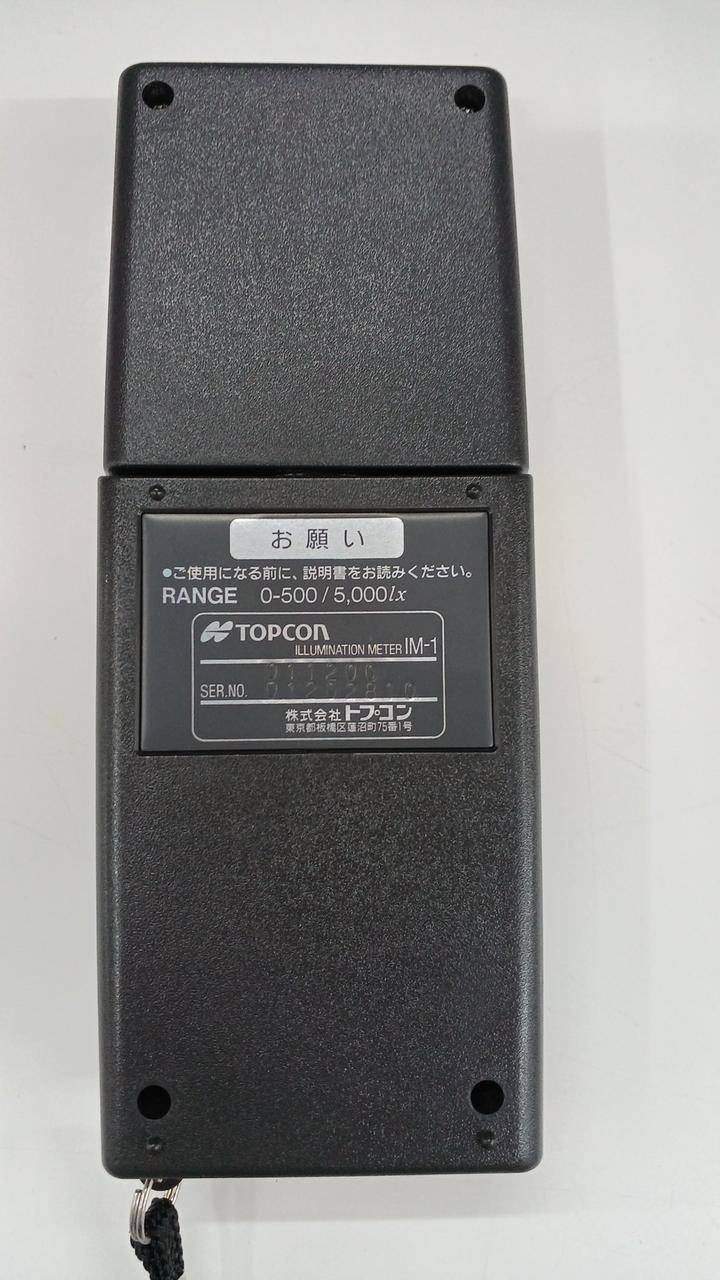 お願い
●ご使用になる前に、説明書をお読みください。
RANGE 0-500 / 5,000lx
TOPCON
ILLUMINATION METER IM-1
011200
SER.NO.
株式会社トプコン
東京都板橋区蓮沼町75番1号